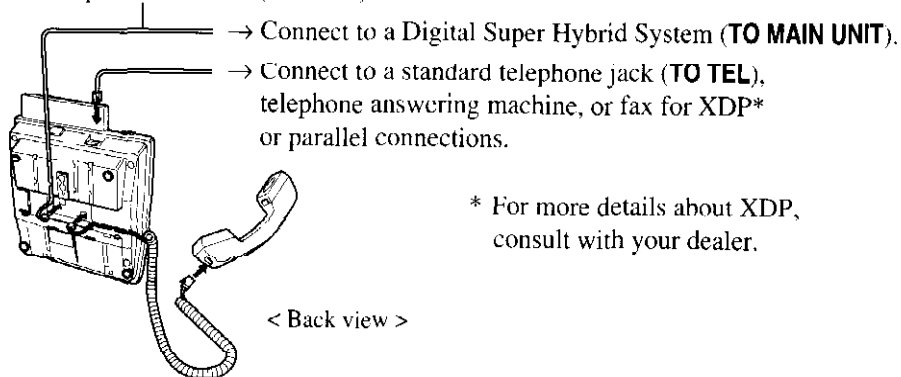 → Connect to a Digital Super Hybrid System (TO MAIN UNIT).
→ Connect to a standard telephone jack (TO TEL),
telephone answering machine, or fax for XDP*
or parallel connections.
* For more details about XDP,
consult with your dealer.
< Back view >